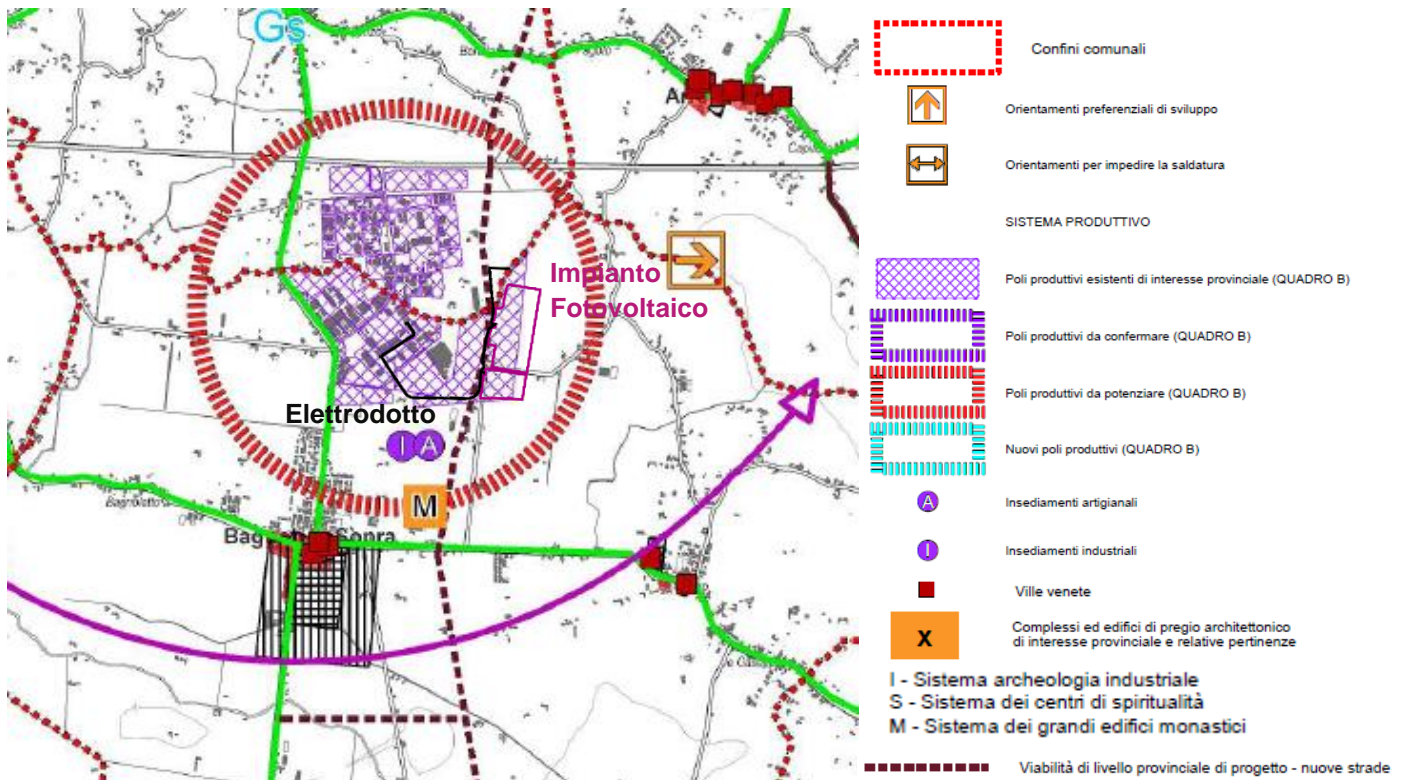 Gs
Impianto
Fotovoltaico
Elettrodotto
I A
M
Confini comunali
Orientamenti preferenziali di sviluppo
Orientamenti per impedire la saldatura
SISTEMA PRODUTTIVO
Poli produttivi esistenti di interesse provinciale (QUADRO B)
Poli produttivi da confermare (QUADRO B)
Poli produttivi da potenziare (QUADRO B)
Nuovi poli produttivi (QUADRO B)
A Insediamenti artigianali
I Insediamenti industriali
Ville venete
x Complessi ed edifici di pregio architettonico
di interesse provinciale e relative pertinenze
I - Sistema archeologia industriale
S - Sistema dei centri di spiritualità
M - Sistema dei grandi edifici monastici
Viabilità di livello provinciale di progetto - nuove strade